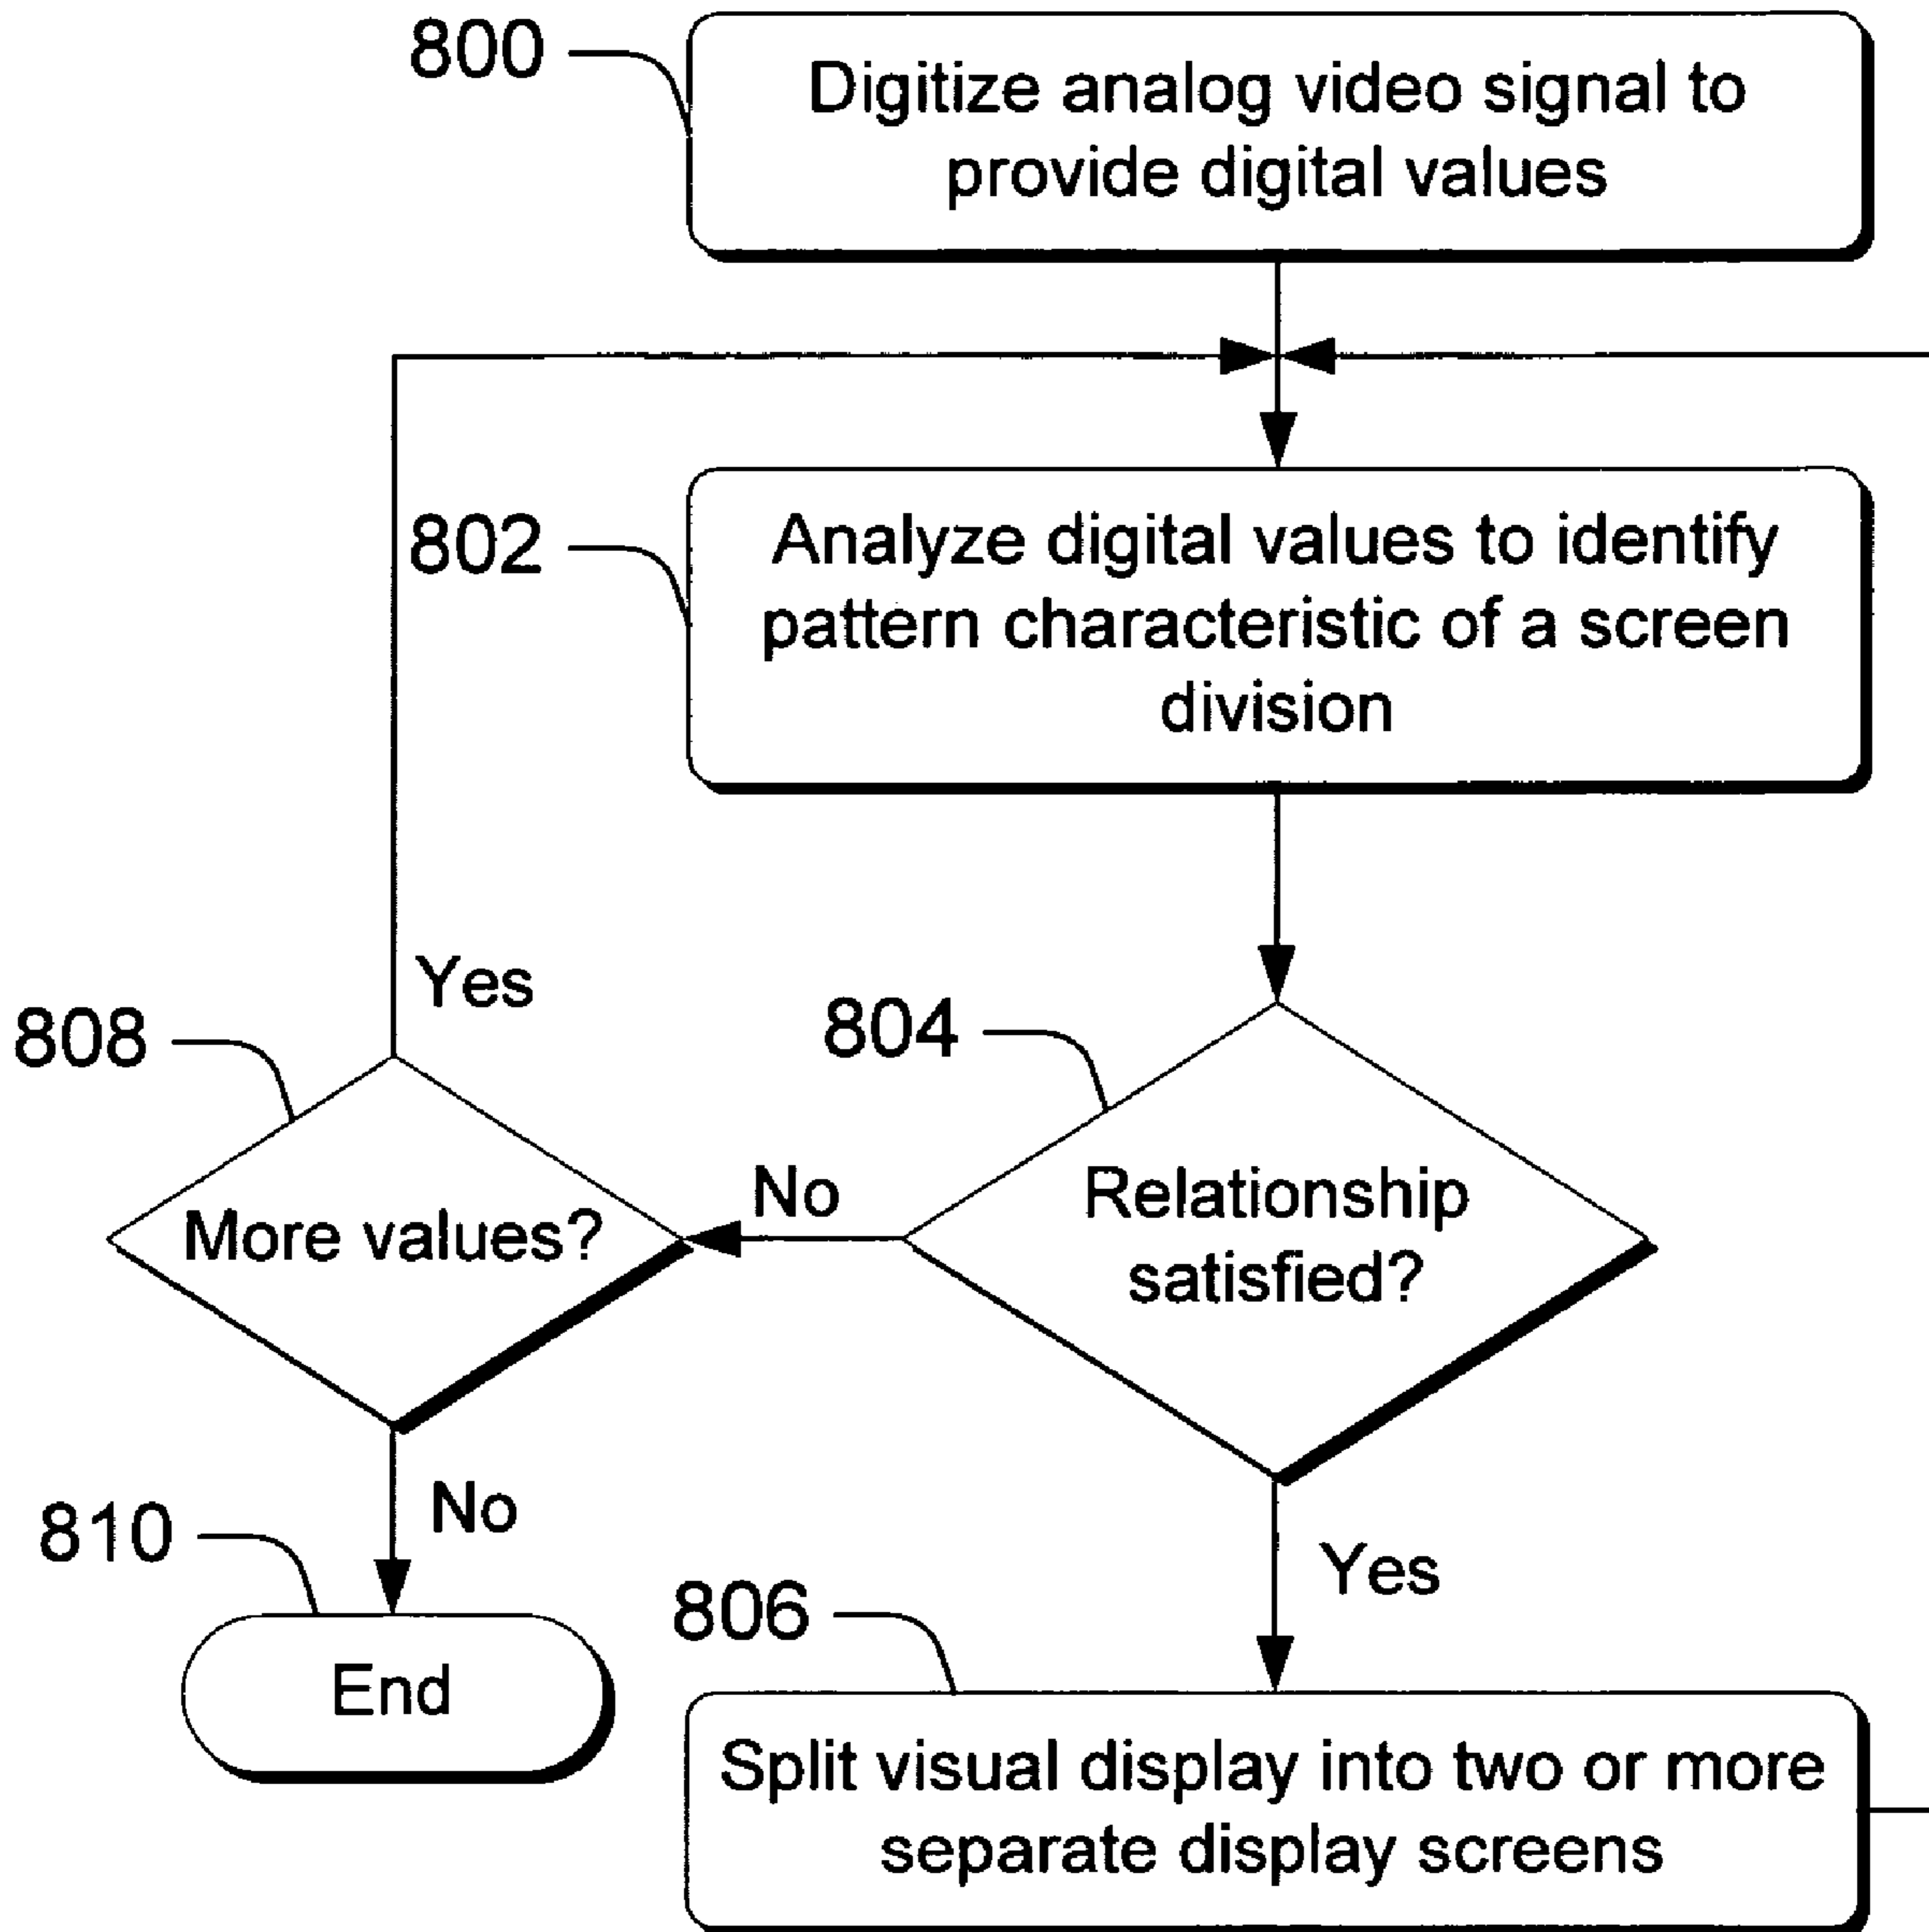 800
Digitize analog video signal to
provide digital values
802
Analyze digital values to identify
pattern characteristic of a screen
division
Yes
808
804
More values?
No
Relationship
satisfied?
810
No
Yes
End
806
Split visual display into two or more
separate display screens